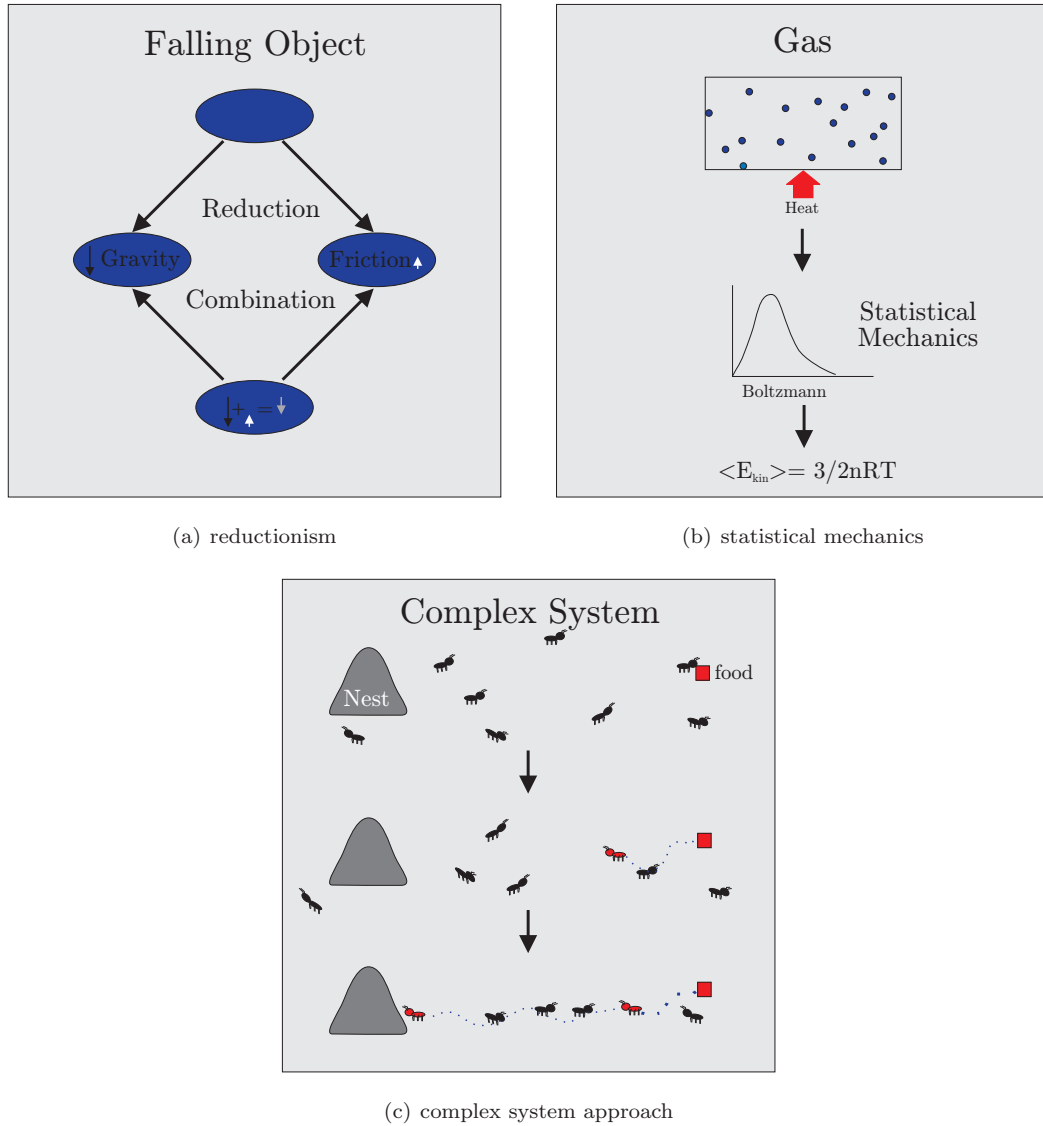 Falling Object
Reduction
Gravity
Friction
Combination
+ =
(a) reductionism
Gas
Heat
Statistical
Mechanics
Boltzmann
<E_kin>= 3/2nRT
(b) statistical mechanics
Complex System
Nest
food
(c) complex system approach